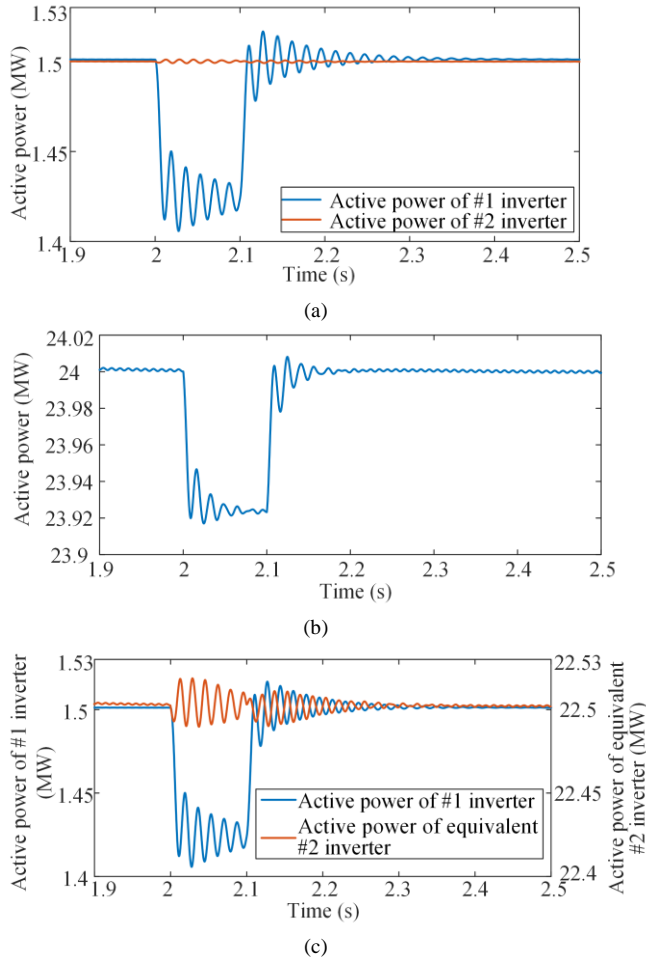 1.53
1.5
1.45
1.4
Active power (MW)
Active power of #1 inverter
Active power of #2 inverter
1.9 2 2.1 2.2 2.3 2.4 2.5
Time (s)
(a)
24.02
24
23.98
23.96
23.94
23.92
23.9
Active power (MW)
1.9 2 2.1 2.2 2.3 2.4 2.5
Time (s)
(b)
1.53
1.5
1.45
1.4
Active power of #1 inverter
(MW)
22.53
22.5
22.45
22.4
Active power of equivalent
#2 inverter (MW)
Active power of #1 inverter
Active power of equivalent
#2 inverter
1.9 2 2.1 2.2 2.3 2.4 2.5
Time (s)
(c)